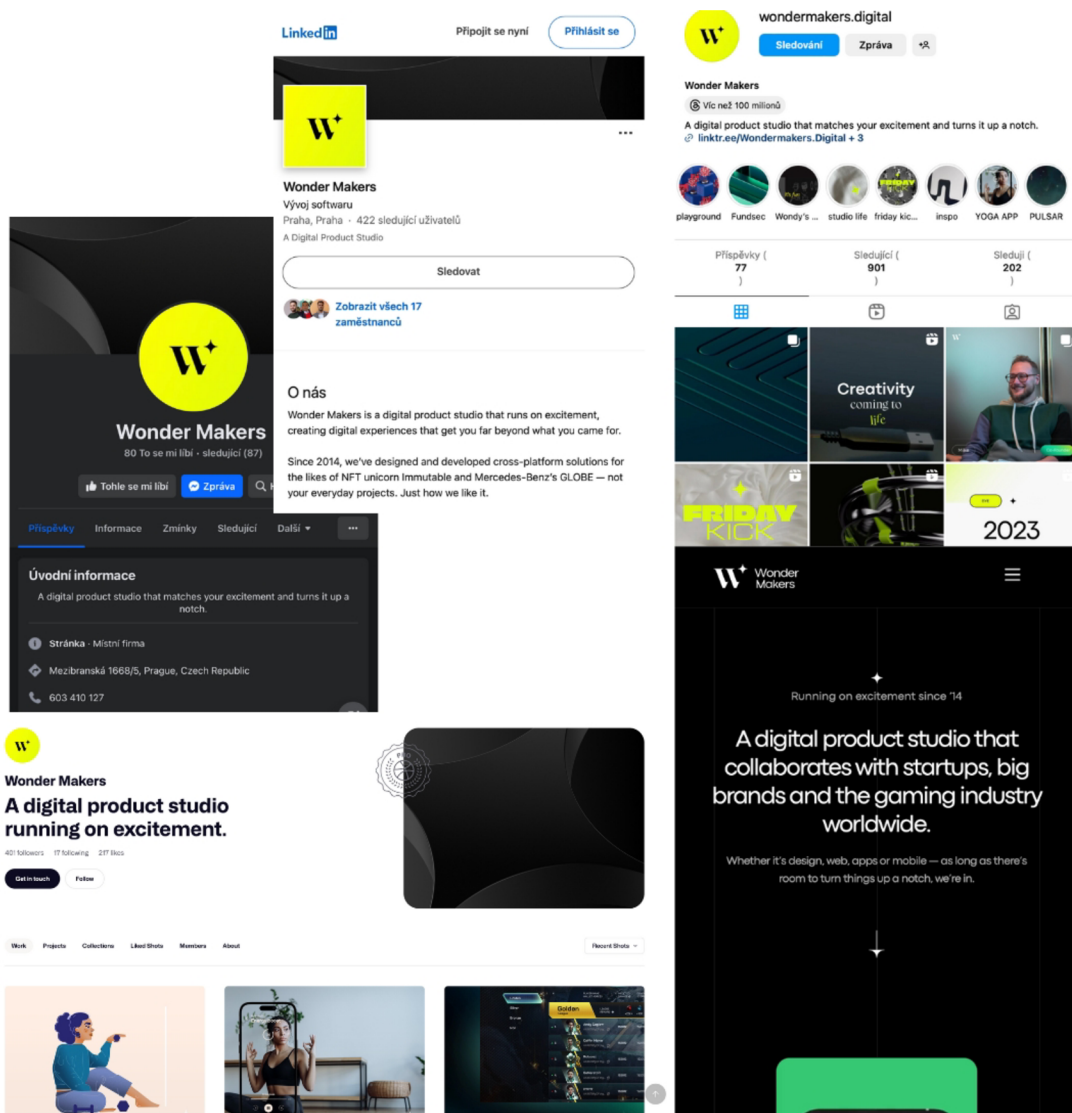 LinkedIn
Připojit se nyní
Přihlásit se
W
Wonder Makers
Vývoj softwaru
Praha, Praha · 422 sledující uživatelů
A Digital Product Studio
Sledovat
Zobrazit všech 17
zaměstnanců
O nás
Wonder Makers is a digital product studio that runs on excitement,
creating digital experiences that get you far beyond what you came for.
Since 2014, we've designed and developed cross-platform solutions for
the likes of NFT unicorn Immutable and Mercedes-Benz's GLOBE — not
your everyday projects. Just how we like it.
W
Wonder Makers
80 To se mi líbí · sledující (87)
Tohle se mi líbí
Zpráva
Příspěvky Informace Zmínky Sledující Další
Úvodní informace
A digital product studio that matches your excitement and turns it up a
notch.
Stránka · Místní firma
Mezibranská 1668/5, Prague, Czech Republic
603 410 127
W
wondermakers.digital
Sledování
Zpráva
Wonder Makers
Víc než 100 milionů
A digital product studio that matches your excitement and turns it up a notch.
linktr.ee/Wondermakers.Digital + 3
playground Fundsec Wondy's ... studio life friday kic... inspo YOGA APP PULSAR
Příspěvky ( 
77
)
Sledující (
901
)
Sleduji (
202
)
Creativity
coming to
life
W
FRIDAY
KICK
2023
W Wonder
Makers
Running on excitement since '14
A digital product studio that
collaborates with startups, big
brands and the gaming industry
worldwide.
Whether it's design, web, apps or mobile — as long as there's
room to turn things up a notch, we're in.
W
Wonder Makers
A digital product studio
running on excitement.
401 followers 17 following 217 likes
Get in touch
Follow
PRO
Work Projects Collections Liked Shots Members About
Recent Shots
Golden